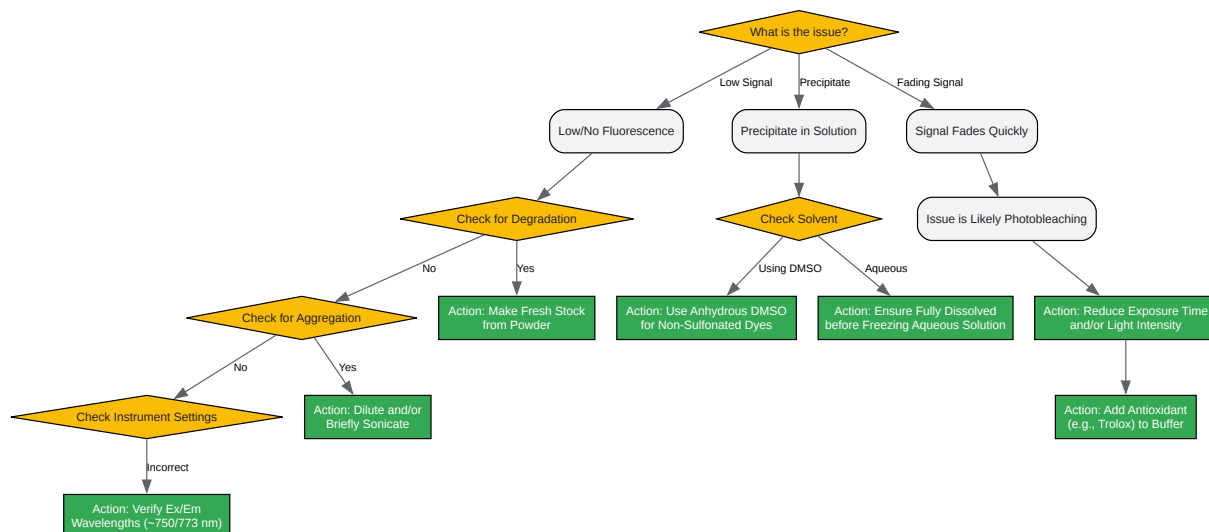 What is the issue?
Low Signal
Precipitate
Fading Signal
Low/No Fluorescence
Precipitate in Solution
Signal Fades Quickly
Check for Degradation
Check Solvent
Issue is Likely Photobleaching
No
Yes
Using DMSO
Aqueous
Check for Aggregation
Action: Make Fresh Stock
from Powder
Action: Use Anhydrous DMSO
for Non-Sulfonated Dyes
Action: Ensure Fully Dissolved
before Freezing Aqueous Solution
Action: Reduce Exposure Time
and/or Light Intensity
No
Yes
Check Instrument Settings
Action: Dilute and/or
Briefly Sonicate
Action: Add Antioxidant
(e.g., Trolox) to Buffer
Incorrect
Action: Verify Ex/Em
Wavelengths (~750/773 nm)